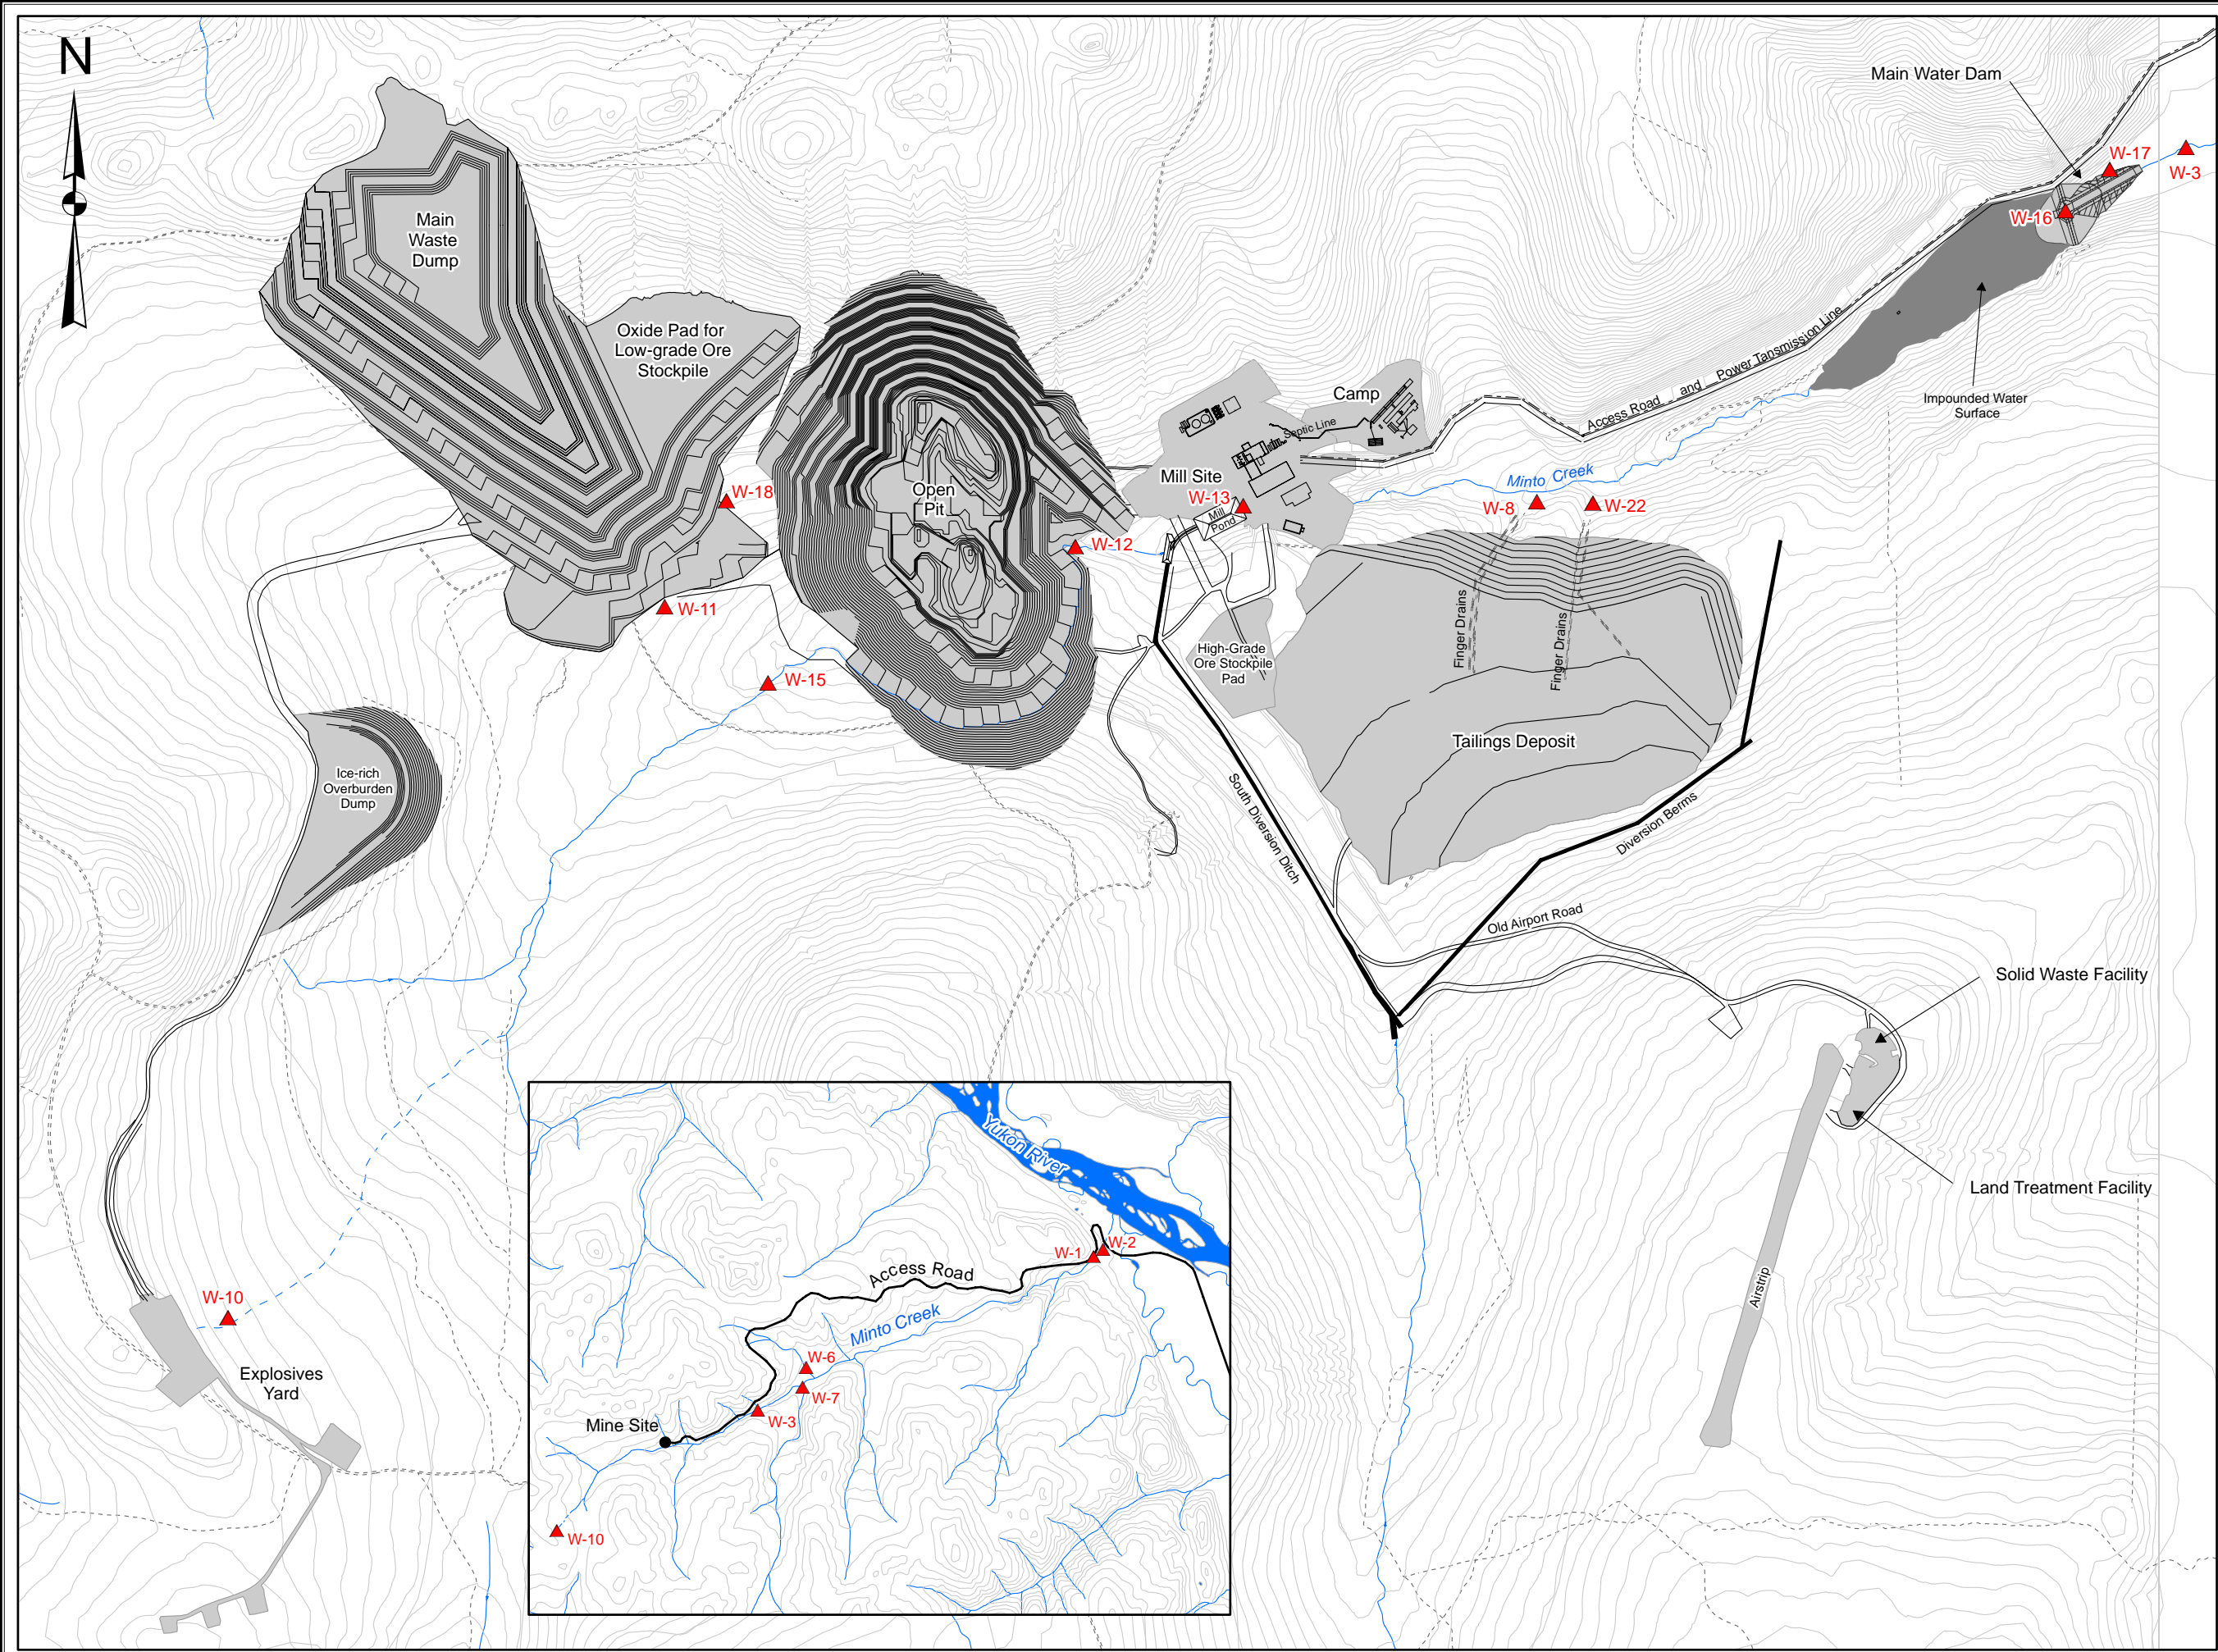 N
Main Water Dam
W-17
W-3
W-16
Main
Waste
Dump
Oxide Pad for
Low-grade Ore
Stockpile
Access Road and Power Tansmission Line
Impounded Water
Surface
Camp
Septic Line
Mill Site
Minto Creek
W-18
Open
Pit
W-13
Mill
Pond
W-8
W-22
W-12
W-11
Finger Drains
Finger Drains
High-Grade
Ore Stockpile
Pad
W-15
Tailings Deposit
Ice-rich
Overburden
Dump
South Diversion Ditch
Diversion Berms
Old Airport Road
Solid Waste Facility
Land Treatment Facility
Airstrip
W-10
Explosives
Yard
Yukon River
W-1
W-2
Access Road
Minto Creek
W-6
W-7
W-3
Mine Site
W-10